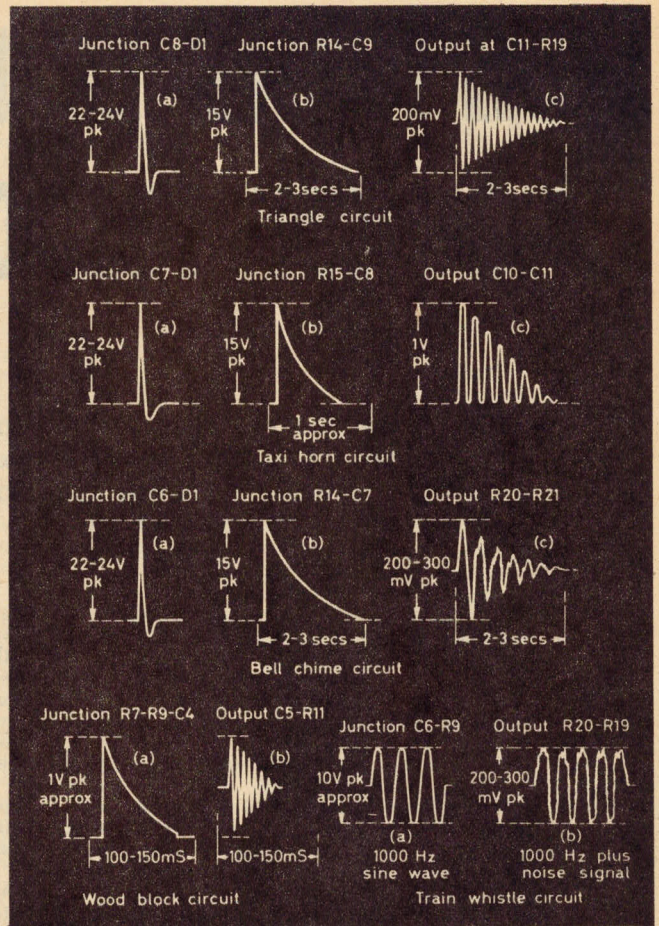 Junction C8-D1 Junction R14-C9 Output at C11-R19
(a) (b) (c)
22-24V pk 15V pk 200mV pk
2-3secs 2-3secs
Triangle circuit
Junction C7-D1 Junction R15-C8 Output C10-C11
(a) (b) (c)
22-24V pk 15V pk 1V pk
1 sec approx
Taxi horn circuit
Junction C6-D1 Junction R14-C7 Output R20-R21
(a) (b) (c)
22-24V pk 15V pk 200-300 mV pk
2-3 secs 2-3 secs
Bell chime circuit
Junction R7-R9-C4 Output C5-R11 Junction C6-R9 Output R20-R19
(a) (b)
1V pk approx 10V pk approx 200-300 mV pk
100-150mS 100-150mS
(a) (b)
1000 Hz sine wave 1000 Hz plus noise signal
Wood block circuit Train whistle circuit